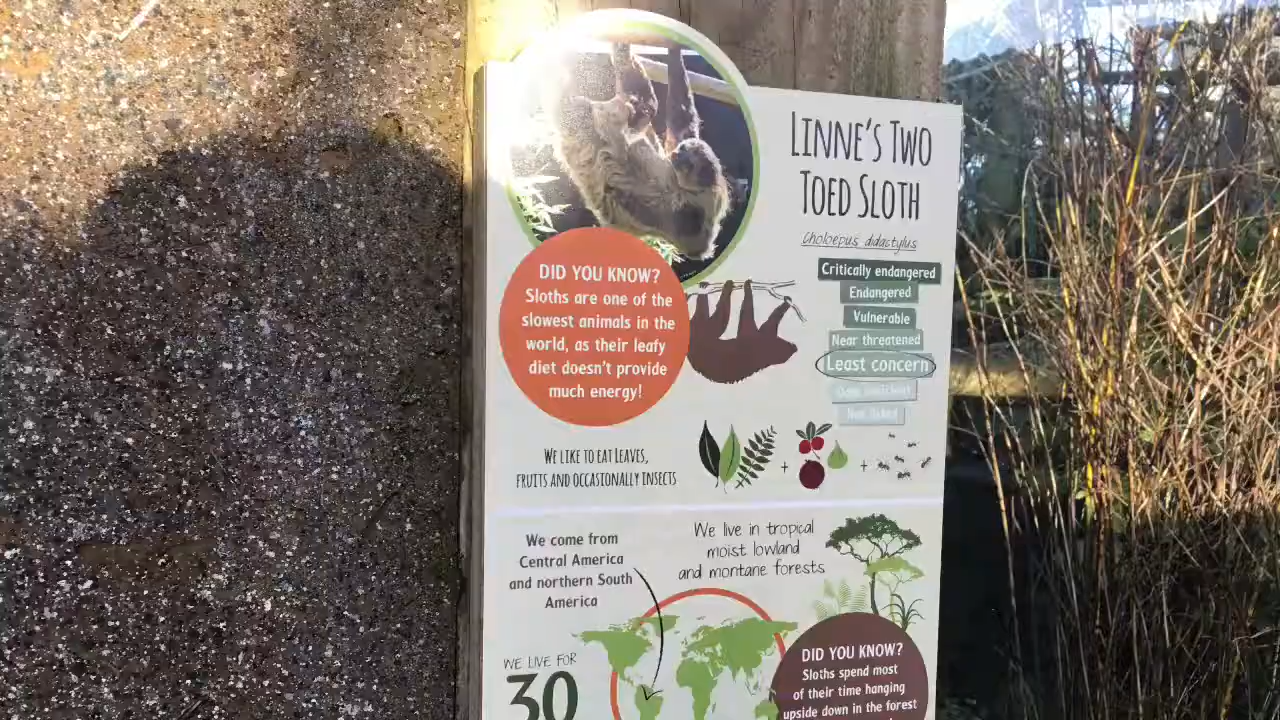 LINNE'S TWO
TOED SLOTH
Choloepus didactylus
Critically endangered
Endangered
Vulnerable
Near threatened
Least concern
Data deficient
Not listed
DID YOU KNOW?
Sloths are one of the
slowest animals in the
world, as their leafy
diet doesn't provide
much energy!
WE LIKE TO EAT LEAVES,
FRUITS AND OCCASIONALLY INSECTS
+
+
We come from
Central America
and northern South
America
We live in tropical
moist lowland
and montane forests
WE LIVE FOR
30
DID YOU KNOW?
Sloths spend most
of their time hanging
upside down in the forest